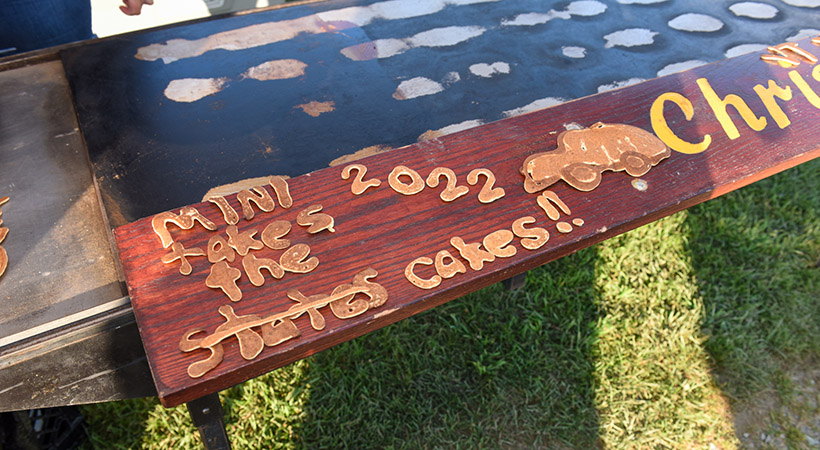 MINI 2022
takes
the
States cakes!!
Chri